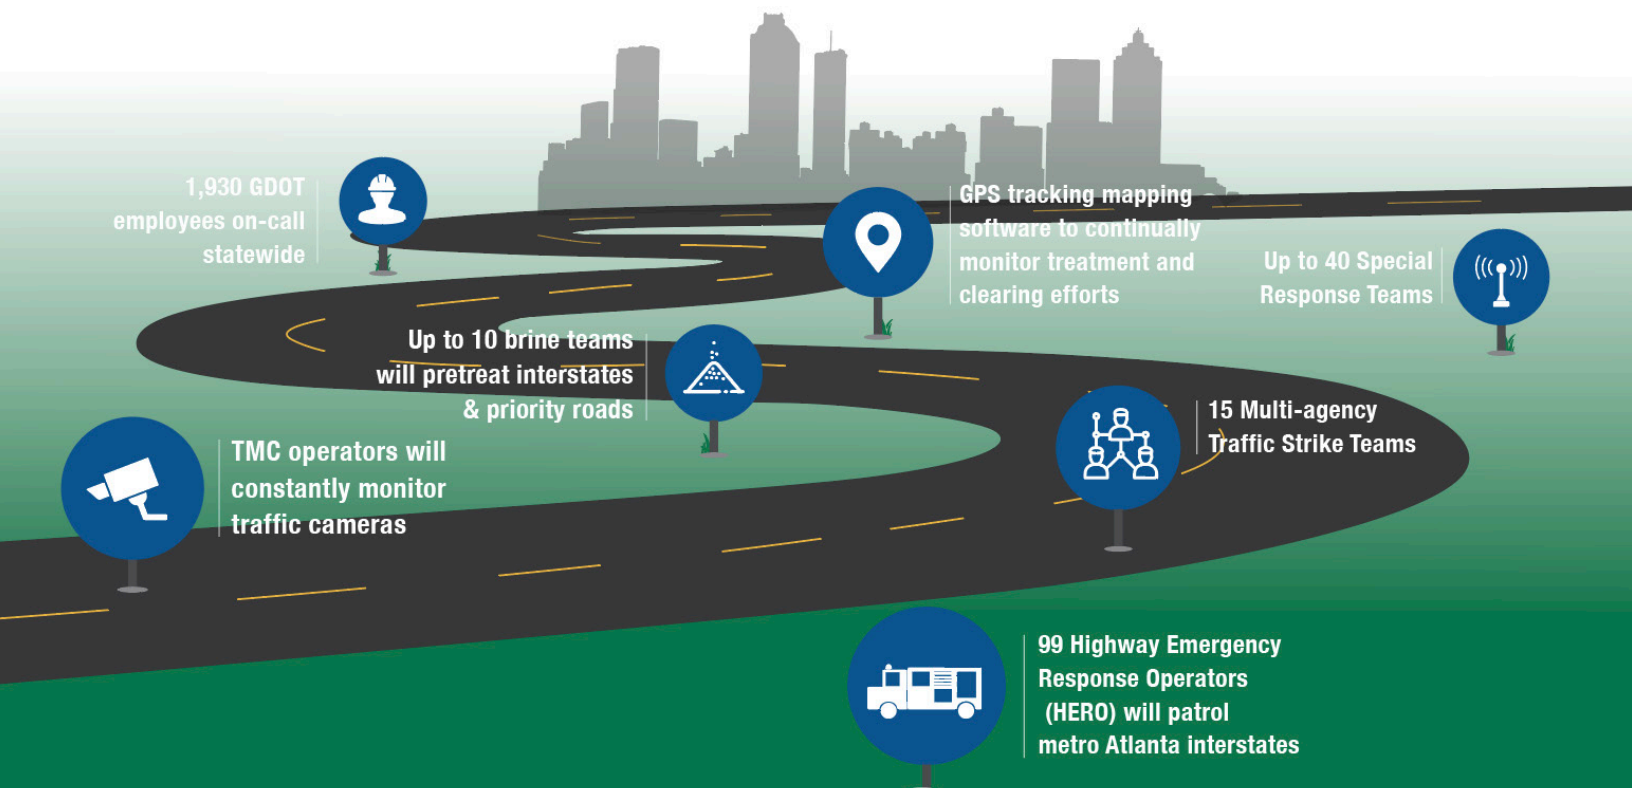 1,930 GDOT
employees on-call
statewide
GPS tracking mapping
software to continually
monitor treatment and
clearing efforts
Up to 40 Special
Response Teams
Up to 10 brine teams
will pretreat interstates
& priority roads
15 Multi-agency
Traffic Strike Teams
TMC operators will
constantly monitor
traffic cameras
99 Highway Emergency
Response Operators
(HERO) will patrol
metro Atlanta interstates